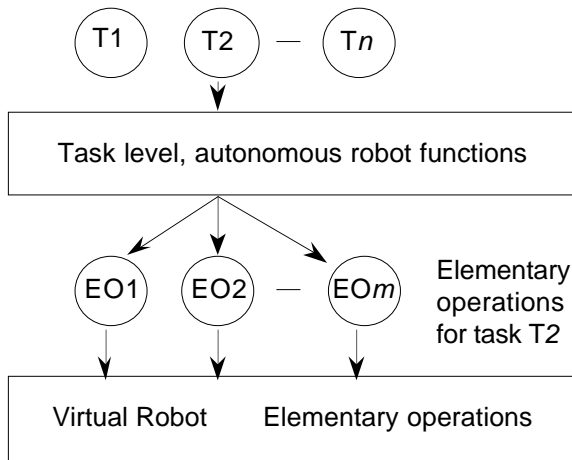 T1 T2 — Tn
Task level, autonomous robot functions
EO1 EO2 — EOm
Elementary
operations
for task T2
Virtual Robot Elementary operations